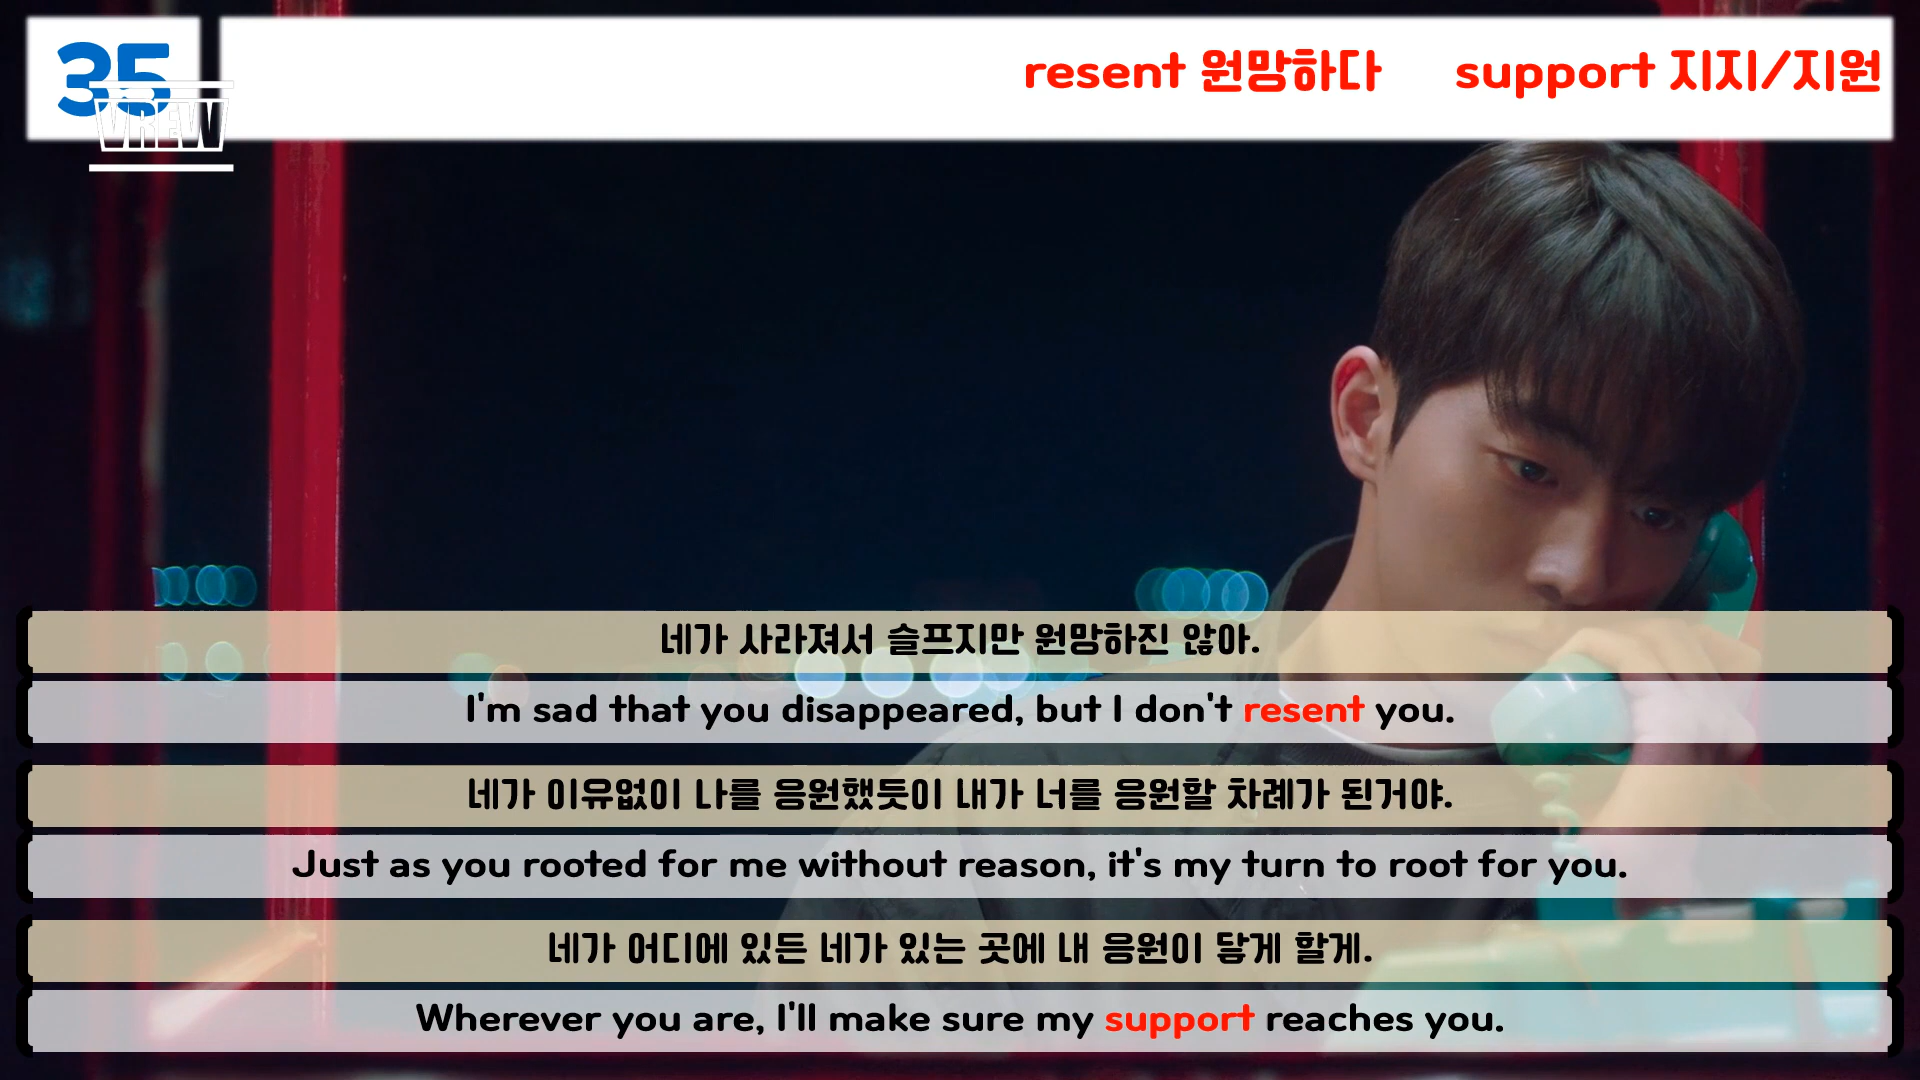 35
VREW
resent 원망하다 support 지지/지원
네가 사라져서 슬프지만 원망하진 않아.
I'm sad that you disappeared, but I don't resent you.
네가 이유없이 나를 응원했듯이 내가 너를 응원할 차례가 된거야.
Just as you rooted for me without reason, it's my turn to root for you.
네가 어디에 있든 네가 있는 곳에 내 응원이 닿게 할게.
Wherever you are, I'll make sure my support reaches you.